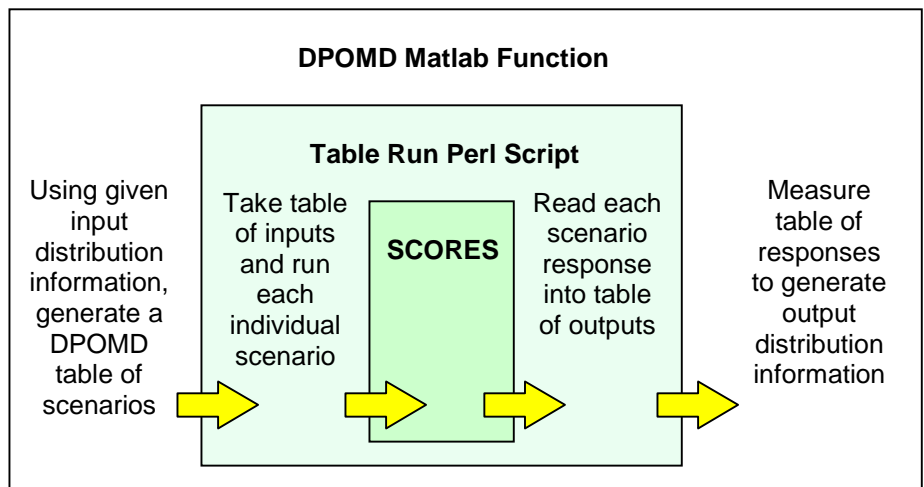 DPOMD Matlab Function
Table Run Perl Script
Using given
input
distribution
information,
generate a
DPOMD
table of
scenarios
Take table
of inputs
and run
each
individual
scenario
SCORES
Read each
scenario
response
into table
of outputs
Measure
table of
responses
to generate
output
distribution
information